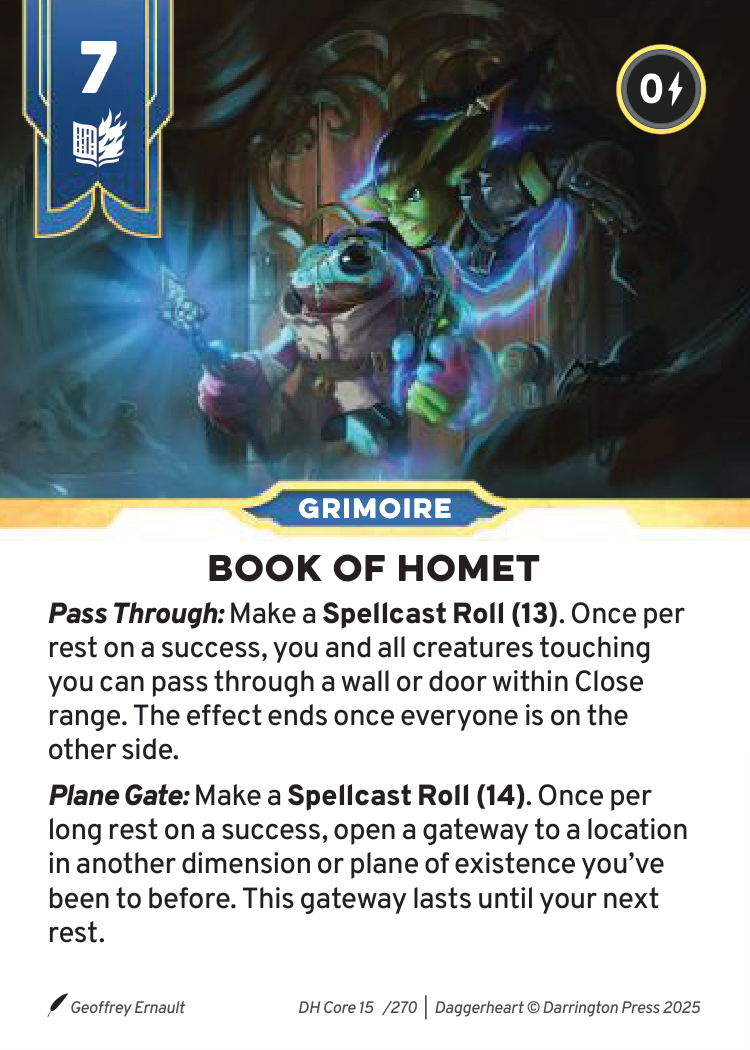 7
0
GRIMOIRE
BOOK OF HOMET
Pass Through: Make a Spellcast Roll (13). Once per
rest on a success, you and all creatures touching
you can pass through a wall or door within Close
range. The effect ends once everyone is on the
other side.
Plane Gate: Make a Spellcast Roll (14). Once per
long rest on a success, open a gateway to a location
in another dimension or plane of existence you’ve
been to before. This gateway lasts until your next
rest.
Geoffrey Ernault
DH Core 15 /270 | Daggerheart © Darrington Press 2025